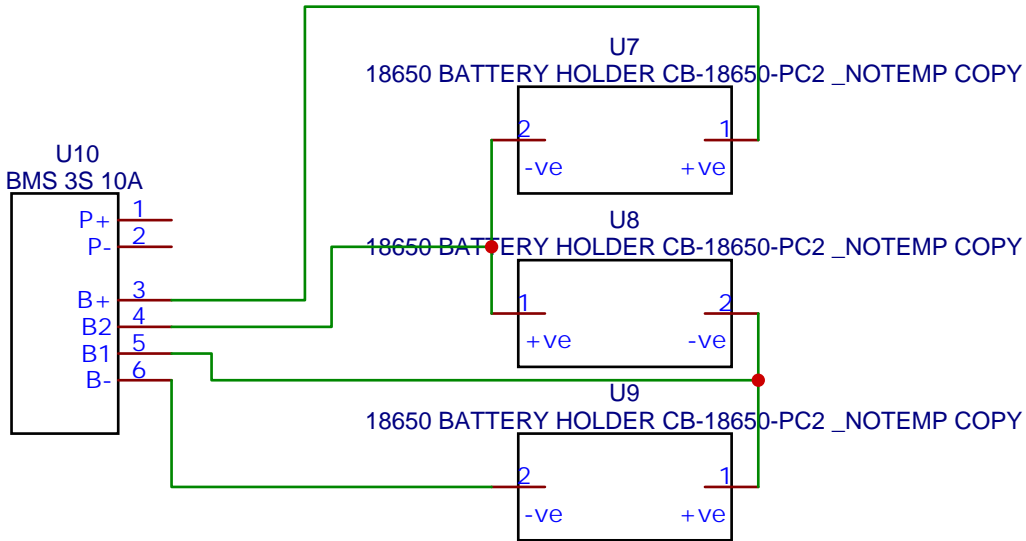 U7
18650 BATTERY HOLDER CB-18650-PC2 _NOTEMP COPY
2
1
-ve
+ve
U10
BMS 3S 10A
P+
1
P-
2
B+
3
B2
4
B1
5
B-
6
U8
18650 BATTERY HOLDER CB-18650-PC2 _NOTEMP COPY
1
2
+ve
-ve
U9
18650 BATTERY HOLDER CB-18650-PC2 _NOTEMP COPY
2
1
-ve
+ve